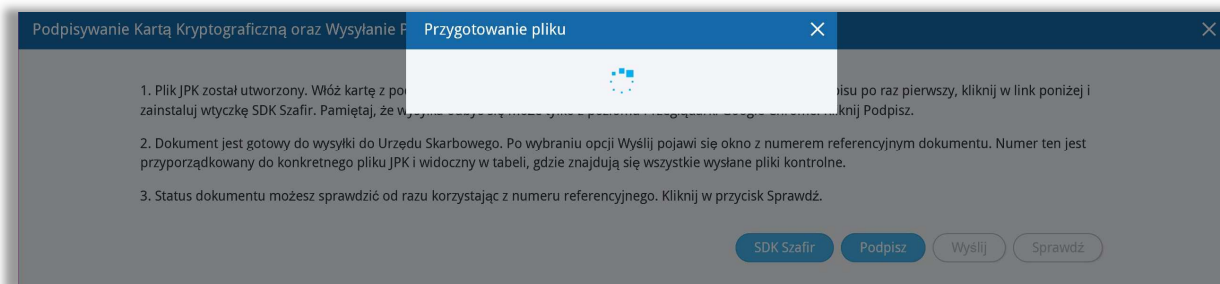 Podpisywanie Kartą Kryptograficzną oraz Wysyłanie
Przygotowanie pliku
1. Plik JPK został utworzony. Włóż kartę z
po raz pierwszy, kliknij w link poniżej i
zainstaluj wtyczkę SDK Szafir. Pamiętaj, że
kliknij Podpisz.
2. Dokument jest gotowy do wysyłki do Urzędu Skarbowego. Po wybraniu opcji Wyślij pojawi się okno z numerem referencyjnym dokumentu. Numer ten jest
przyporządkowany do konkretnego pliku JPK i widoczny w tabeli, gdzie znajdują się wszystkie wysłane pliki kontrolne.
3. Status dokumentu możesz sprawdzić od razu korzystając z numeru referencyjnego. Kliknij w przycisk Sprawdź.
SDK Szafir Podpisz Wyślij Sprawdź